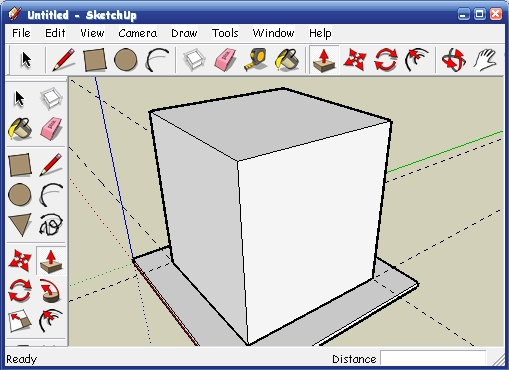 Untitled - SketchUp
File Edit View Camera Draw Tools Window Help
Ready Distance